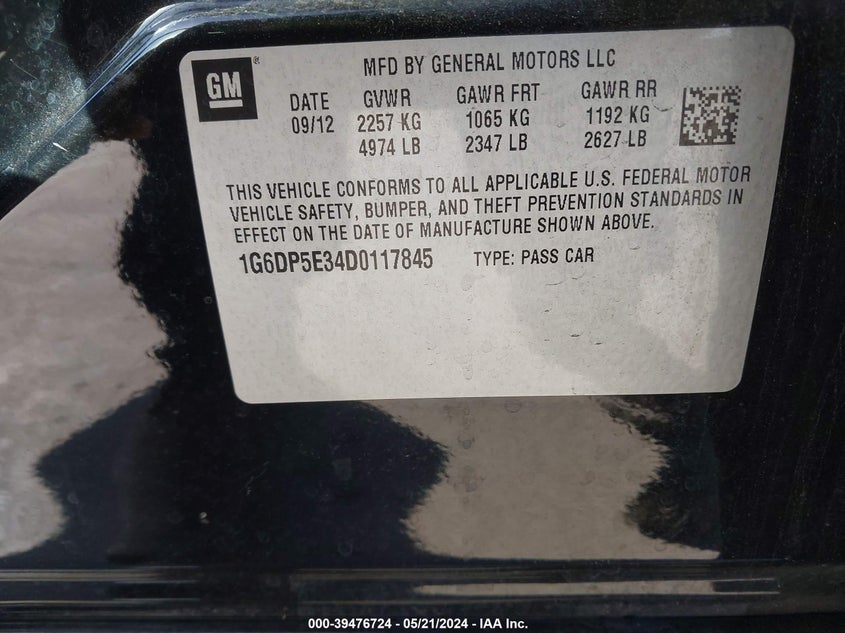 GM ®
MFD BY GENERAL MOTORS LLC
DATE GVWR GAWR FRT GAWR RR
09/12 2257 KG 1065 KG 1192 KG
4974 LB 2347 LB 2627 LB
THIS VEHICLE CONFORMS TO ALL APPLICABLE U.S. FEDERAL MOTOR
VEHICLE SAFETY, BUMPER, AND THEFT PREVENTION STANDARDS IN
EFFECT ON THE DATE OF MANUFACTURE SHOWN ABOVE.
1G6DP5E34D0117845 TYPE: PASS CAR
000-39476724 - 05/21/2024 - IAA Inc.